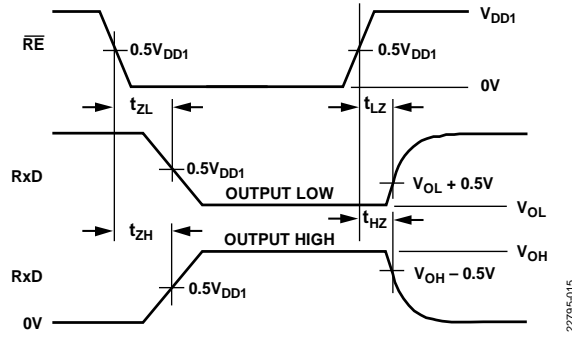 VDD1
RE
0.5VDD1
0.5VDD1
0V
tZL
tLZ
RxD
0.5VDD1
OUTPUT LOW
VOL + 0.5V
VOL
tZH
tHZ
OUTPUT HIGH
VOH
RxD
VOH – 0.5V
0.5VDD1
0V
22795-015